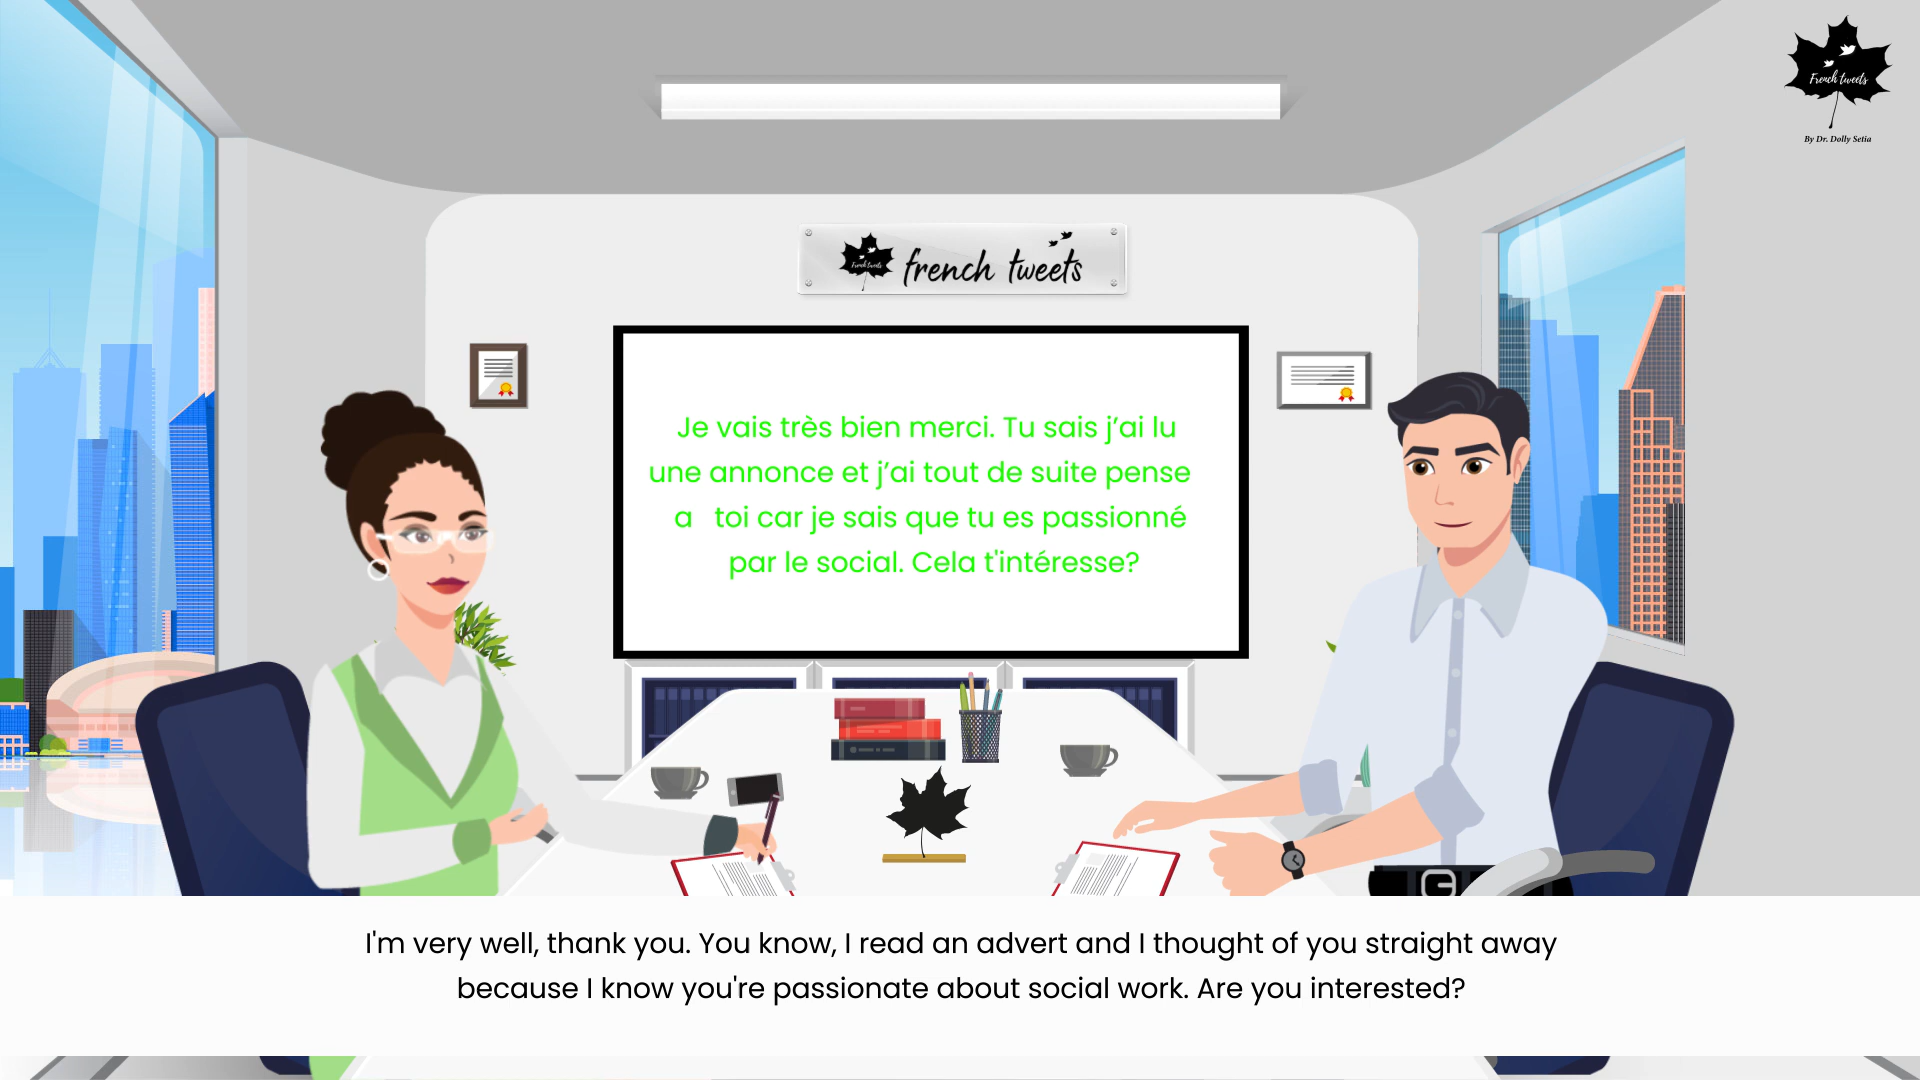 French tweets
By Dr. Dolly Setia
French tweets
french tweets
Je vais très bien merci. Tu sais j’ai lu
une annonce et j’ai tout de suite pense
a toi car je sais que tu es passionné
par le social. Cela t'intéresse?
I'm very well, thank you. You know, I read an advert and I thought of you straight away
because I know you're passionate about social work. Are you interested?